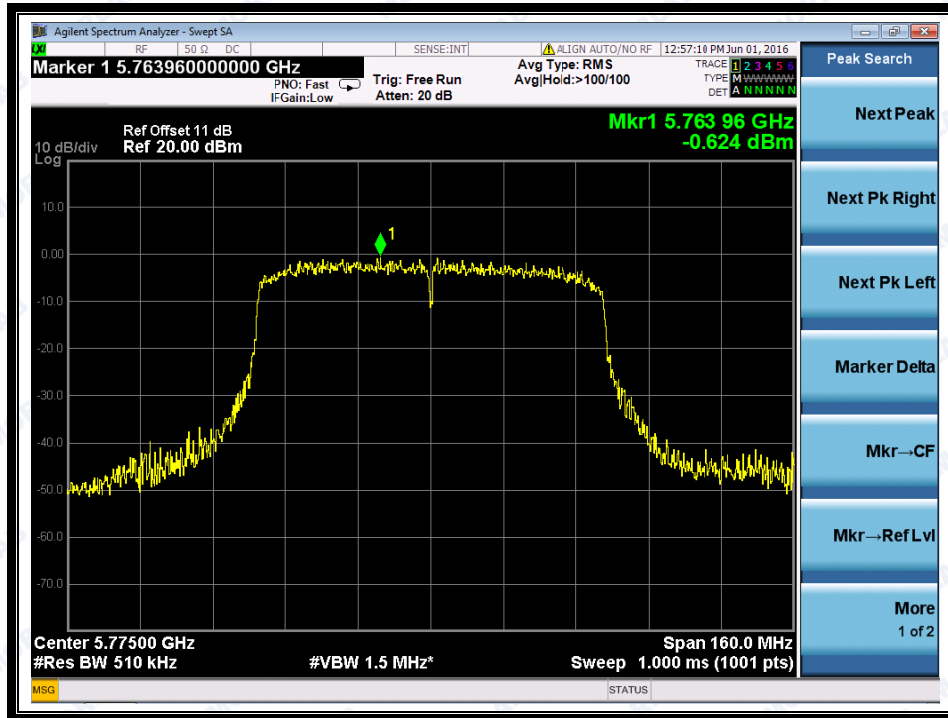 Agilent Spectrum Analyzer - Swept SA
LXI RF 50 Ω DC SENSE:INT ALIGN AUTO/NO RF 12:57:10 PM Jun 01, 2016
Marker 1 5.763960000000 GHz
PNO: Fast
IFGain:Low
Trig: Free Run
Atten: 20 dB
Avg Type: RMS
Avg|Hold:>100/100
TRACE 1 2 3 4 5 6
TYPE M WWWWW
DET A N N N N N
Mkr1 5.763 96 GHz
-0.624 dBm
Ref Offset 11 dB
10 dB/div Ref 20.00 dBm
Log
10.0
0.00
-10.0
-20.0
-30.0
-40.0
-50.0
-60.0
-70.0
1
Center 5.77500 GHz Span 160.0 MHz
#Res BW 510 kHz #VBW 1.5 MHz* Sweep 1.000 ms (1001 pts)
MSG STATUS
Peak Search
Next Peak
Next Pk Right
Next Pk Left
Marker Delta
Mkr→CF
Mkr→Ref Lvl
More
1 of 2